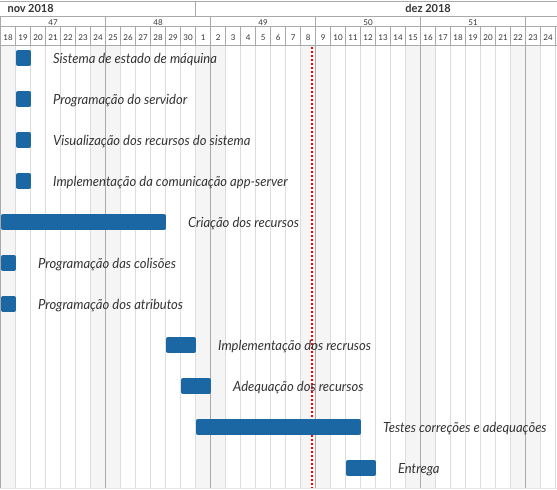 nov 2018 dez 2018
47 48 49 50 51
18 19 20 21 22 23 24 25 26 27 28 29 30 1 2 3 4 5 6 7 8 9 10 11 12 13 14 15 16 17 18 19 20 21 22 23 24
Sistema de estado de máquina
Programação do servidor
Visualização dos recursos do sistema
Implementação da comunicação app-server
Criação dos recursos
Programação das colisões
Programação dos atributos
Implementação dos recrusos
Adequação dos recursos
Testes correções e adequações
Entrega